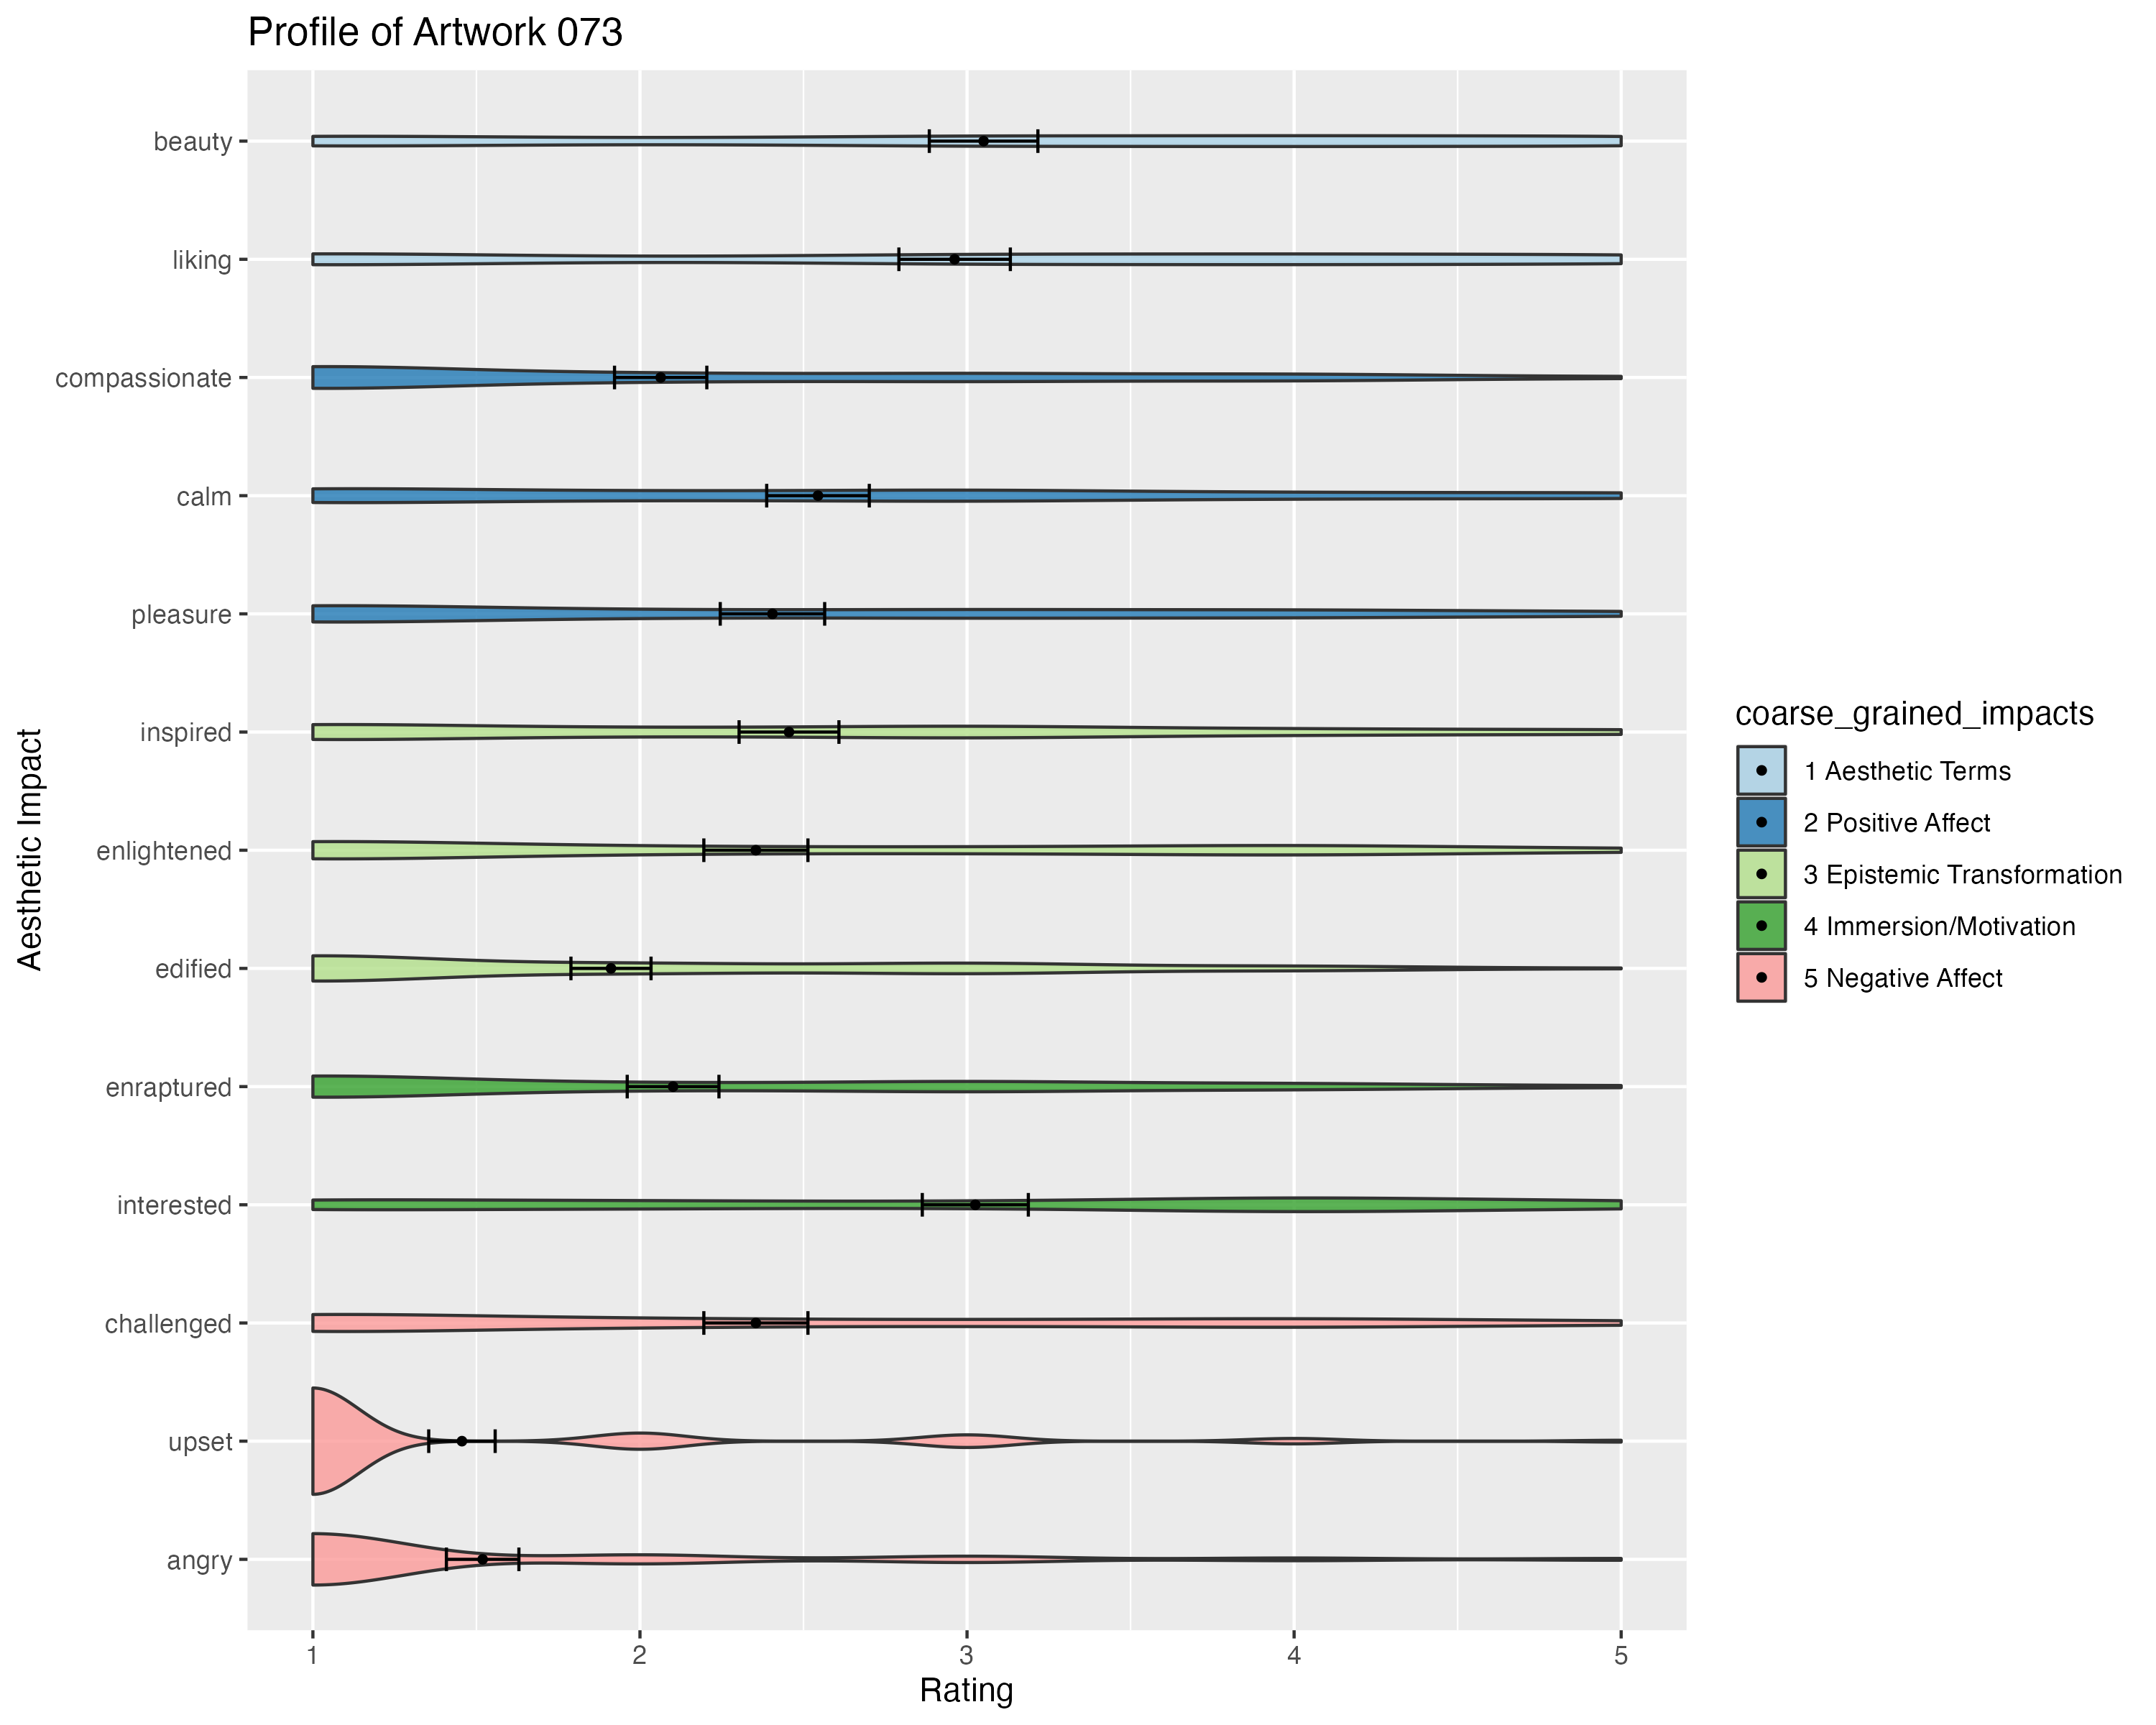 Profile of Artwork 073
beauty
liking
compassionate
calm
pleasure
inspired
enlightened
edified
enraptured
interested
challenged
upset
angry
Aesthetic Impact
1 2 3 4 5
Rating
coarse_grained_impacts
1 Aesthetic Terms
2 Positive Affect
3 Epistemic Transformation
4 Immersion/Motivation
5 Negative Affect